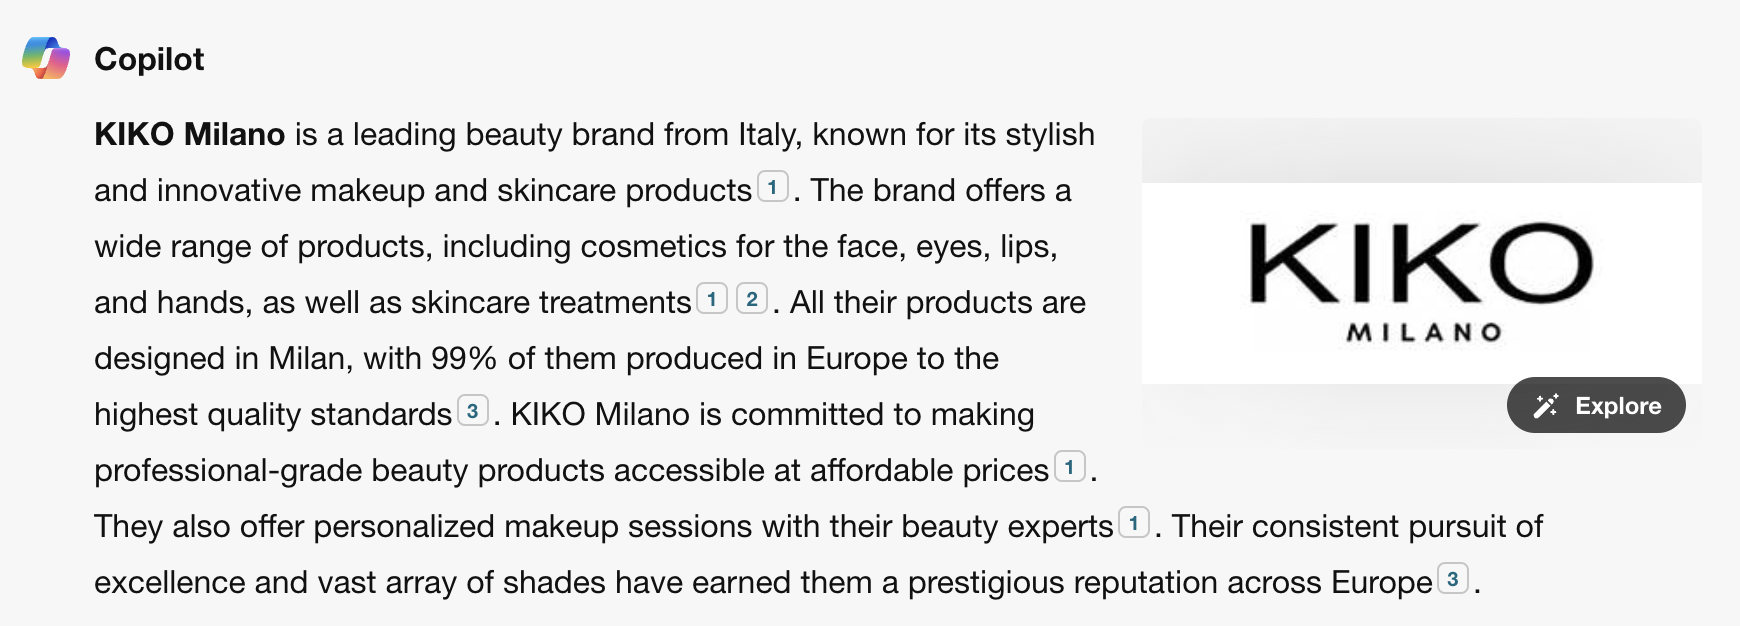 Copilot
KIKO Milano is a leading beauty brand from Italy, known for its stylish
and innovative makeup and skincare products 1 . The brand offers a
wide range of products, including cosmetics for the face, eyes, lips,
and hands, as well as skincare treatments 1 2 . All their products are
designed in Milan, with 99% of them produced in Europe to the
highest quality standards 3 . KIKO Milano is committed to making
professional-grade beauty products accessible at affordable prices 1 .
They also offer personalized makeup sessions with their beauty experts 1 . Their consistent pursuit of
excellence and vast array of shades have earned them a prestigious reputation across Europe 3 .
KIKO
MILANO
Explore